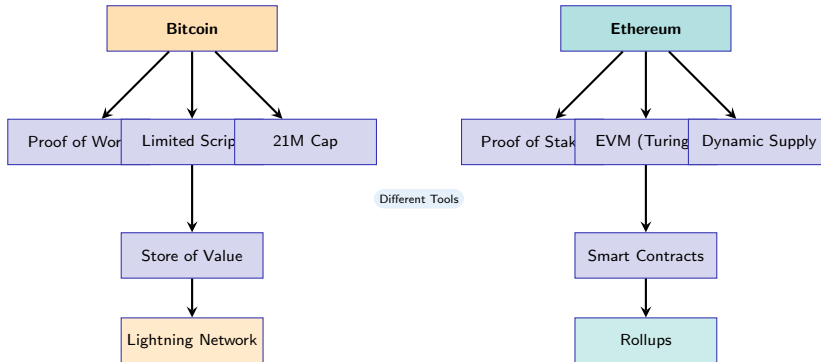 Bitcoin
Ethereum
Proof of Wor
Limited Scrip
21M Cap
Proof of Stak
EVM (Turing
Dynamic Supply
Different Tools
Store of Value
Smart Contracts
Lightning Network
Rollups